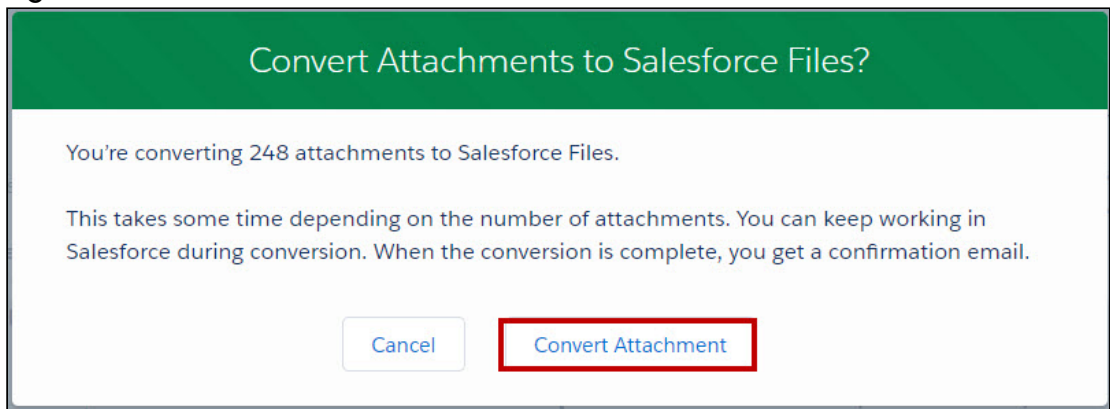 Convert Attachments to Salesforce Files?
You're converting 248 attachments to Salesforce Files.
This takes some time depending on the number of attachments. You can keep working in
Salesforce during conversion. When the conversion is complete, you get a confirmation email.
Cancel
Convert Attachment